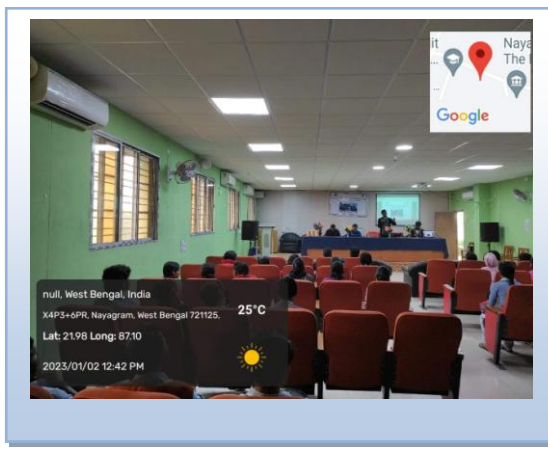 it
Naya
The
...
...
Google
null, West Bengal, India
X4P3+6PR, Nayagram, West Bengal 721125,
25°C
Lat: 21.98 Long: 87.10
2023/01/02 12:42 PM